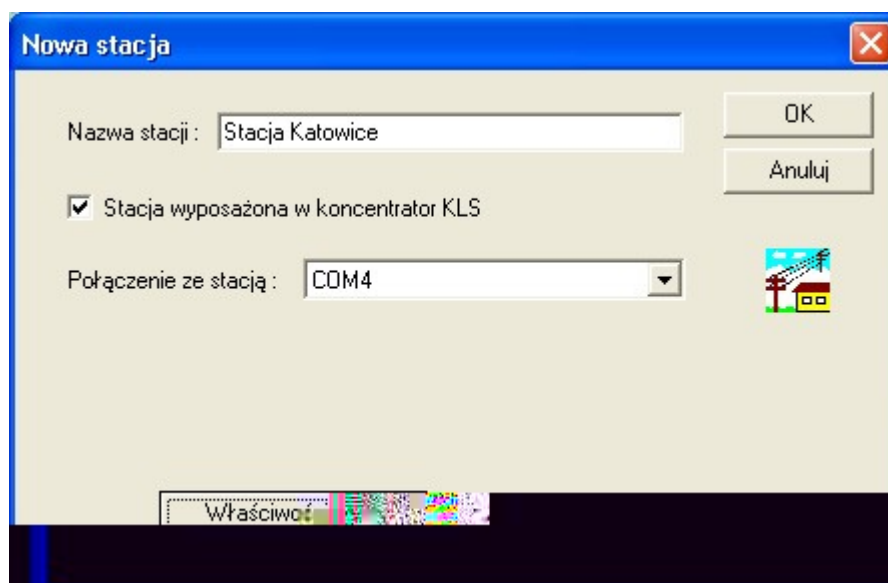 Nowa stacja
Nazwa stacji : Stacja Katowice
OK
Anuluj
Stacja wyposażona w koncentrator KLS
Połączenie ze stacją : COM4